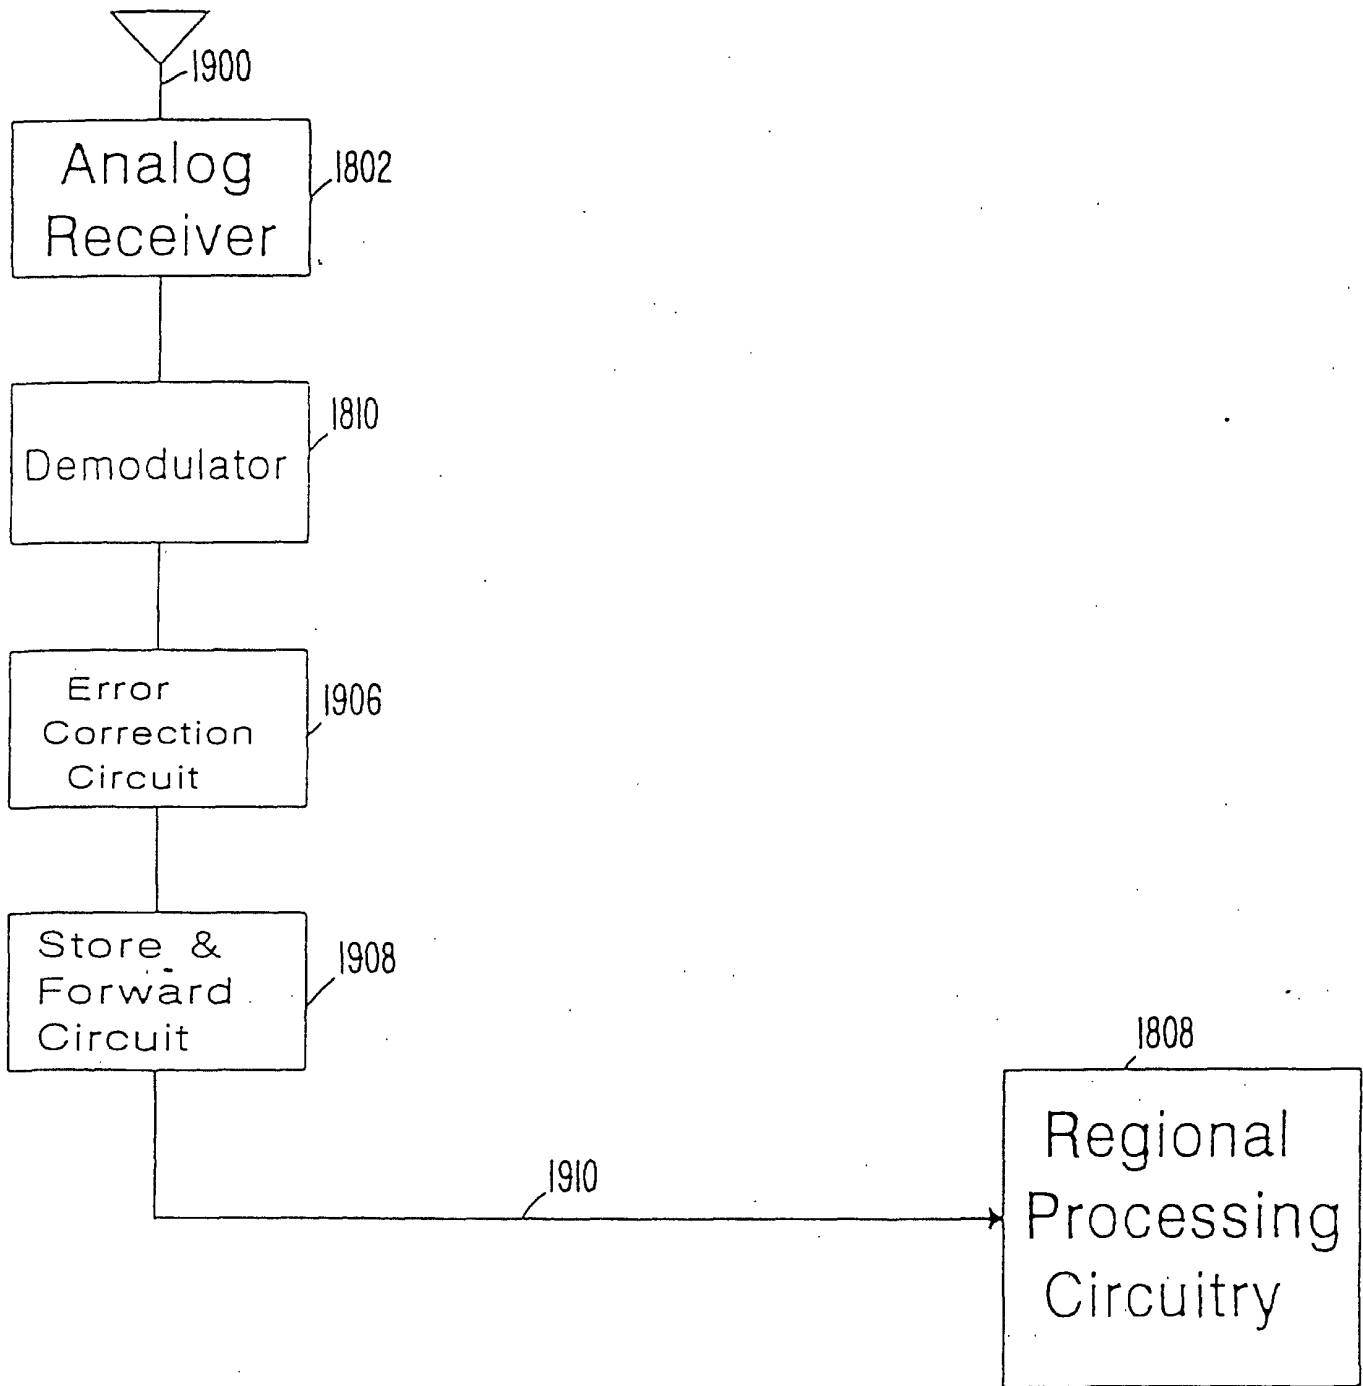 1900
Analog
Receiver
1802
Demodulator
1810
Error
Correction
Circuit
1906
Store &
Forward
Circuit
1908
1910
1808
Regional
Processing
Circuitry